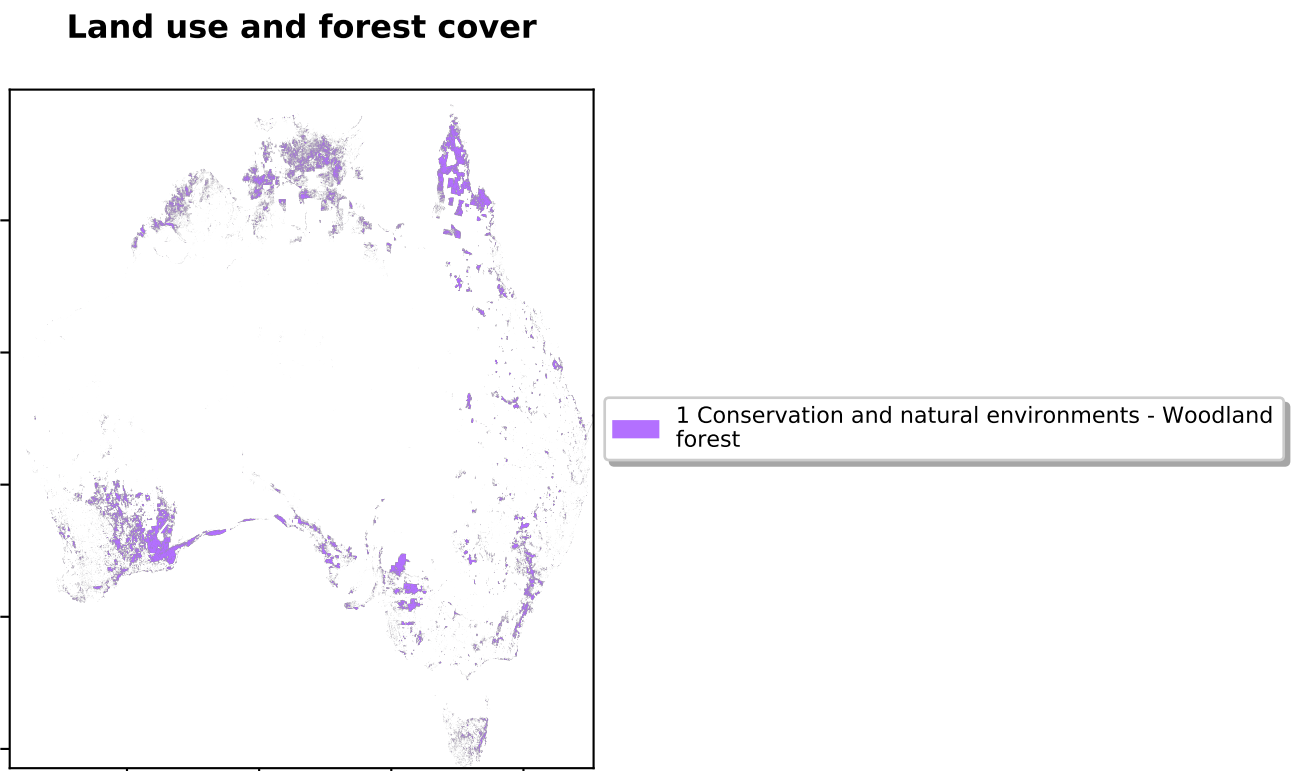 Land use and forest cover
1 Conservation and natural environments - Woodland
forest